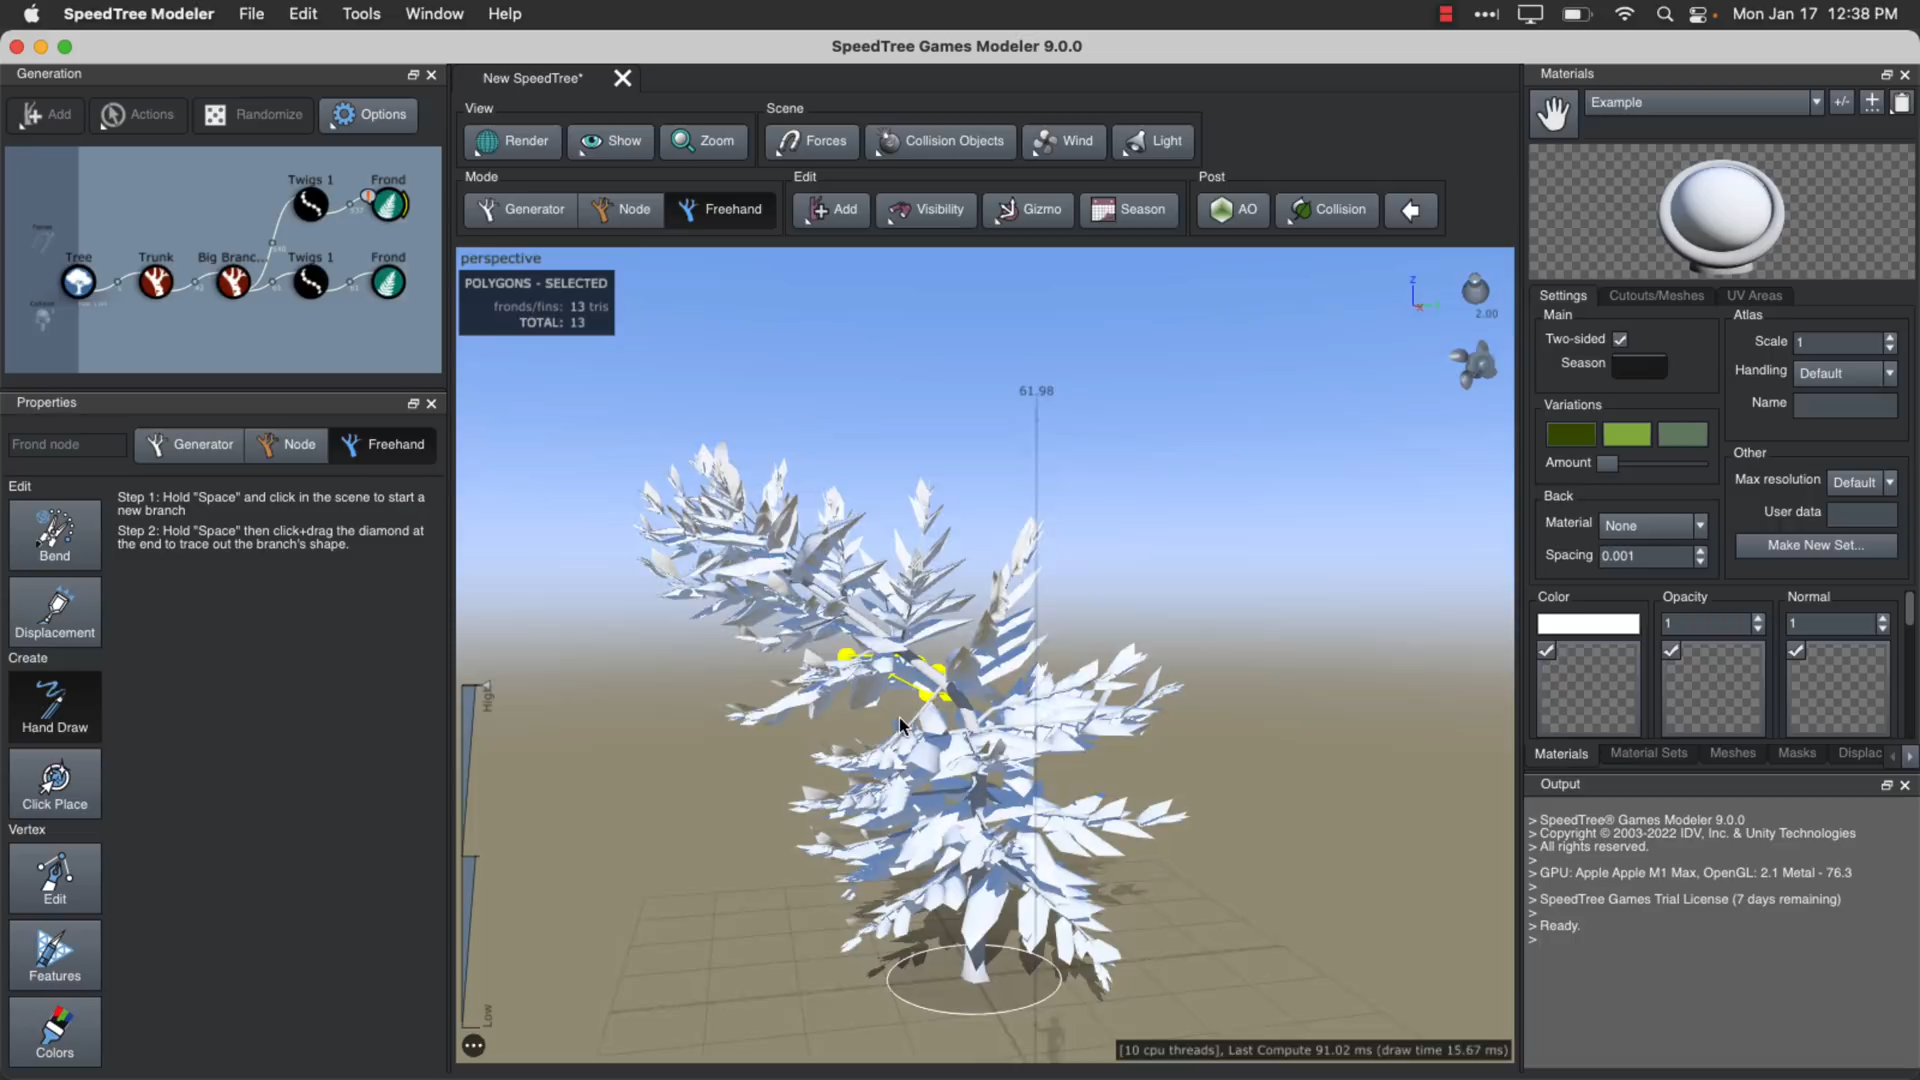 SpeedTree Modeler File Edit Tools Window Help Mon Jan 17 12:38 PM
SpeedTree Games Modeler 9.0.0
Generation
Add Actions Randomize Options
Twigs 1 Frond
Tree Trunk Big Branc... Twigs 1 Frond
Properties
Frond node Generator Node Freehand
Edit
Bend
Step 1: Hold "Space" and click in the scene to start a
new branch
Step 2: Hold "Space" then click+drag the diamond at
the end to trace out the branch's shape.
Displacement
Create
Hand Draw
Click Place
Vertex
Edit
Features
Colors
New SpeedTree*
View Scene
Render Show Zoom Forces Collision Objects Wind Light
Mode Edit Post
Generator Node Freehand Add Visibility Gizmo Season AO Collision
perspective
POLYGONS - SELECTED
fronds/fins: 13 tris
TOTAL: 13
Z
2.00
61.98
High
Low
[10 cpu threads], Last Compute 91.02 ms (draw time 15.67 ms)
Materials
Example +/-
Settings Cutouts/Meshes UV Areas
Main
Two-sided
Season
Atlas
Scale 1
Handling Default
Name
Variations
Amount
Other
Max resolution Default
User data
Make New Set...
Back
Material None
Spacing 0.001
Color Opacity Normal
1 1
Materials Material Sets Meshes Masks Displac
Output
> SpeedTree® Games Modeler 9.0.0
> Copyright © 2003-2022 IDV, Inc. & Unity Technologies
> All rights reserved.
>
> GPU: Apple Apple M1 Max, OpenGL: 2.1 Metal - 76.3
>
> SpeedTree Games Trial License (7 days remaining)
>
> Ready.
>